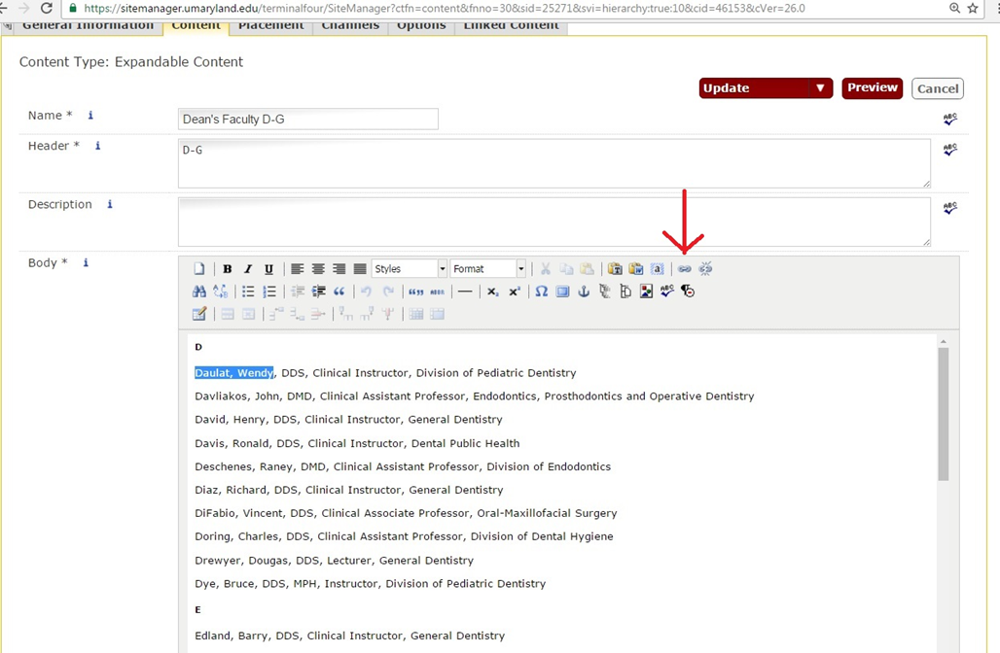 https://sitemanager.umaryland.edu/terminalfour/SiteManager?ctfn=content&fnno=30&sid=25271&svi=hierarchy:true:10&cid=46153&cVer=26.0
General Information Content Placement Channels Options Linked Content
Content Type: Expandable Content
Update ▼ Preview Cancel
Name * i Dean's Faculty D-G ABC
Header * i D-G ABC
Description i ABC
Body * i B I U Styles Format
ABC
D
Daulat, Wendy, DDS, Clinical Instructor, Division of Pediatric Dentistry
Davliakos, John, DMD, Clinical Assistant Professor, Endodontics, Prosthodontics and Operative Dentistry
David, Henry, DDS, Clinical Instructor, General Dentistry
Davis, Ronald, DDS, Clinical Instructor, Dental Public Health
Deschenes, Raney, DMD, Clinical Assistant Professor, Division of Endodontics
Diaz, Richard, DDS, Clinical Instructor, General Dentistry
DiFabio, Vincent, DDS, Clinical Associate Professor, Oral-Maxillofacial Surgery
Doring, Charles, DDS, Clinical Assistant Professor, Division of Dental Hygiene
Drewyer, Dougas, DDS, Lecturer, General Dentistry
Dye, Bruce, DDS, MPH, Instructor, Division of Pediatric Dentistry
E
Edland, Barry, DDS, Clinical Instructor, General Dentistry